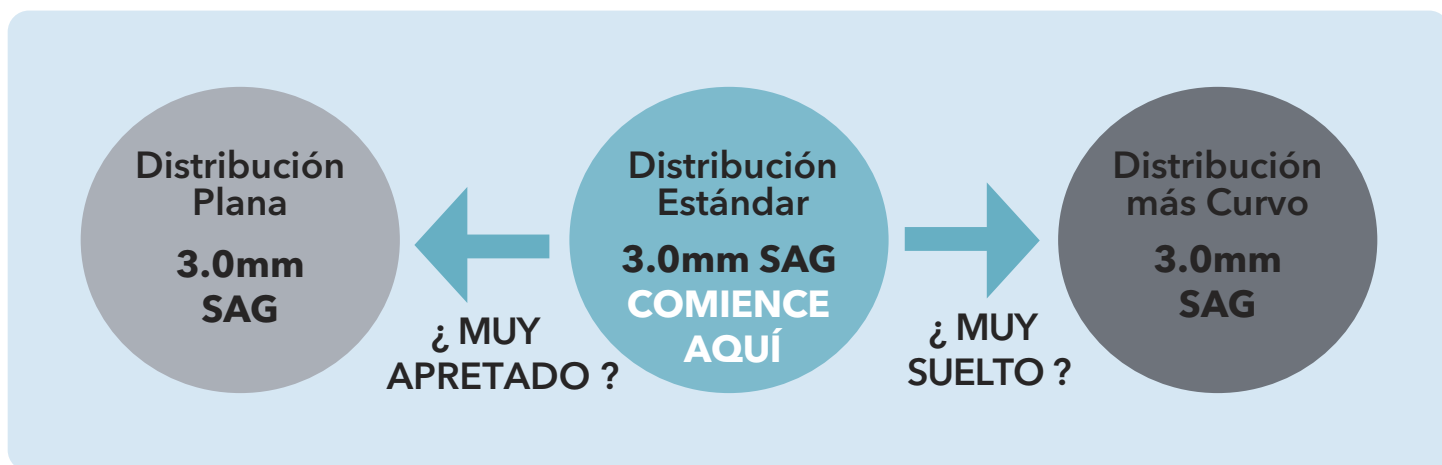 Distribución
Plana
3.0mm
SAG
¿ MUY
APRETADO ?
Distribución
Estándar
3.0mm SAG
COMIENCE
AQUÍ
¿ MUY
SUELTO ?
Distribución
más Curvo
3.0mm
SAG